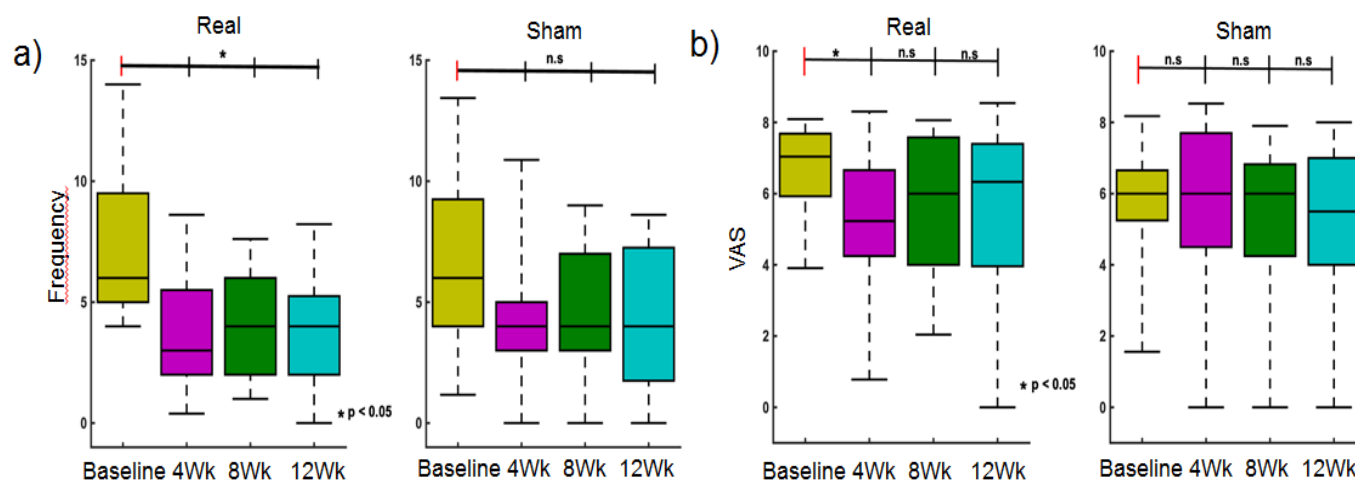 a)
Real
*
15
10
5
0
Frequency
* p < 0.05
Baseline 4Wk 8Wk 12Wk
Sham
n.s
15
10
5
0
Baseline 4Wk 8Wk 12Wk
b)
Real
* n.s n.s
10
8
6
4
2
0
VAS
* p < 0.05
Baseline 4Wk 8Wk 12Wk
Sham
n.s n.s n.s
10
8
6
4
2
0
Baseline 4Wk 8Wk 12Wk